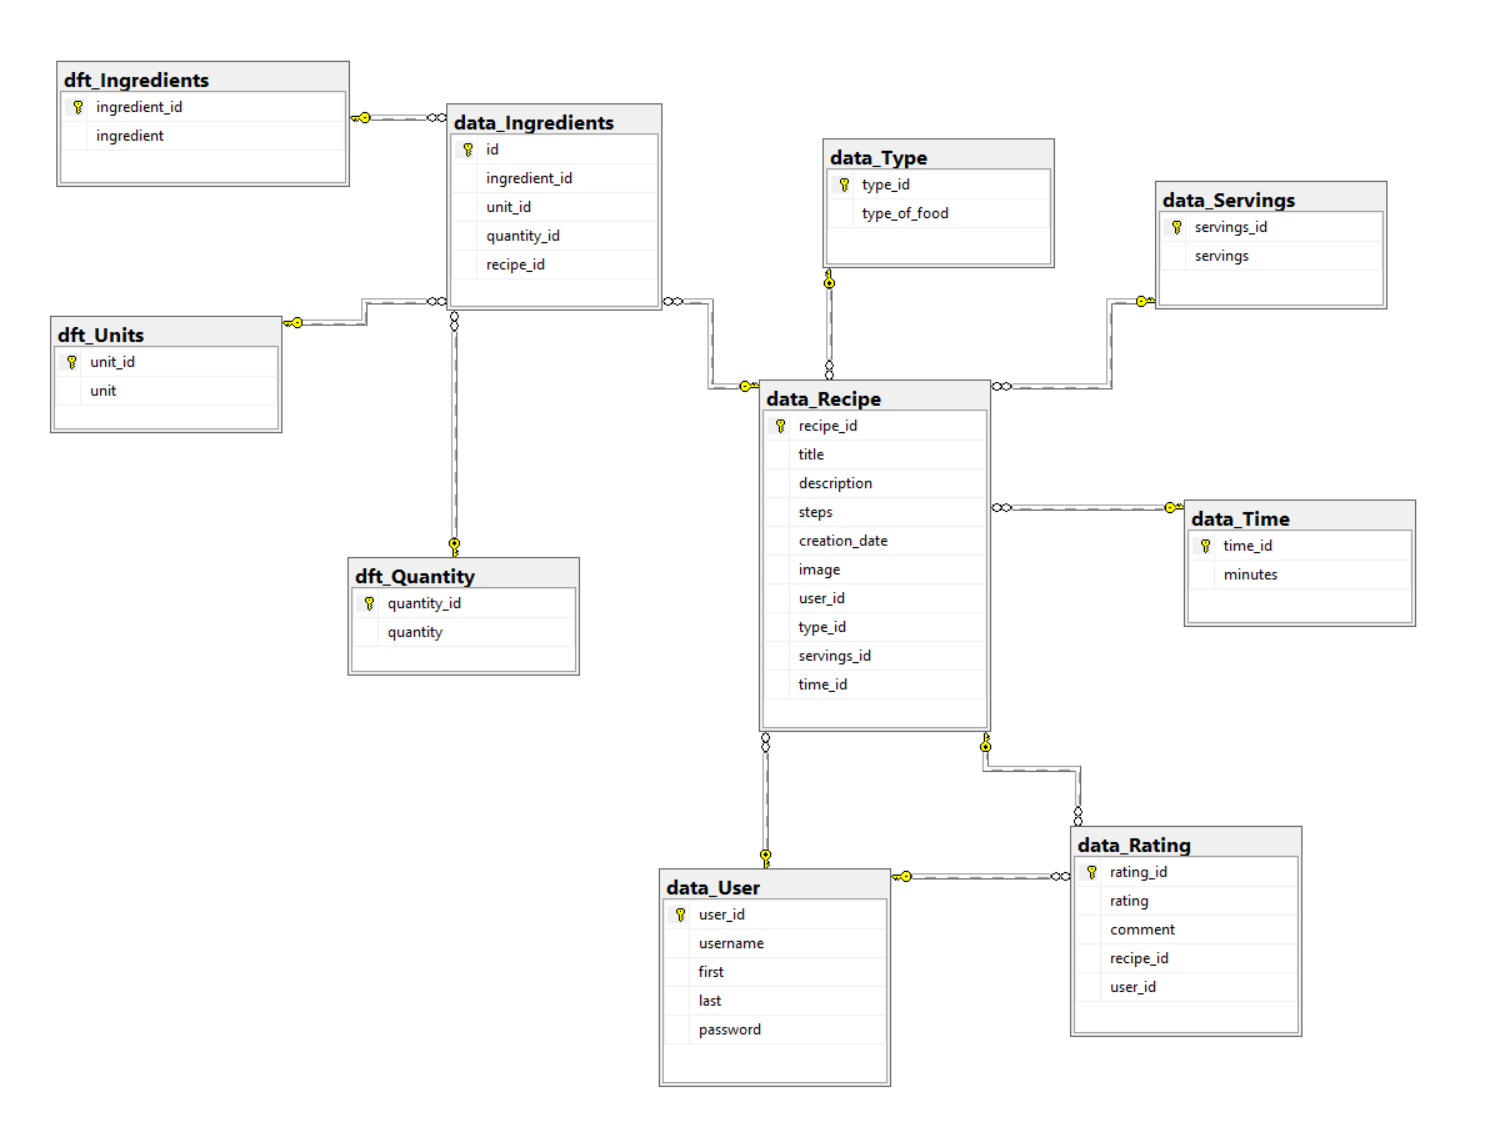 dft_Ingredients
ingredient_id
ingredient
data_Ingredients
id
ingredient_id
unit_id
quantity_id
recipe_id
data_Type
type_id
type_of_food
data_Servings
servings_id
servings
dft_Units
unit_id
unit
data_Recipe
recipe_id
title
description
steps
creation_date
image
user_id
type_id
servings_id
time_id
data_Time
time_id
minutes
dft_Quantity
quantity_id
quantity
data_User
user_id
username
first
last
password
data_Rating
rating_id
rating
comment
recipe_id
user_id